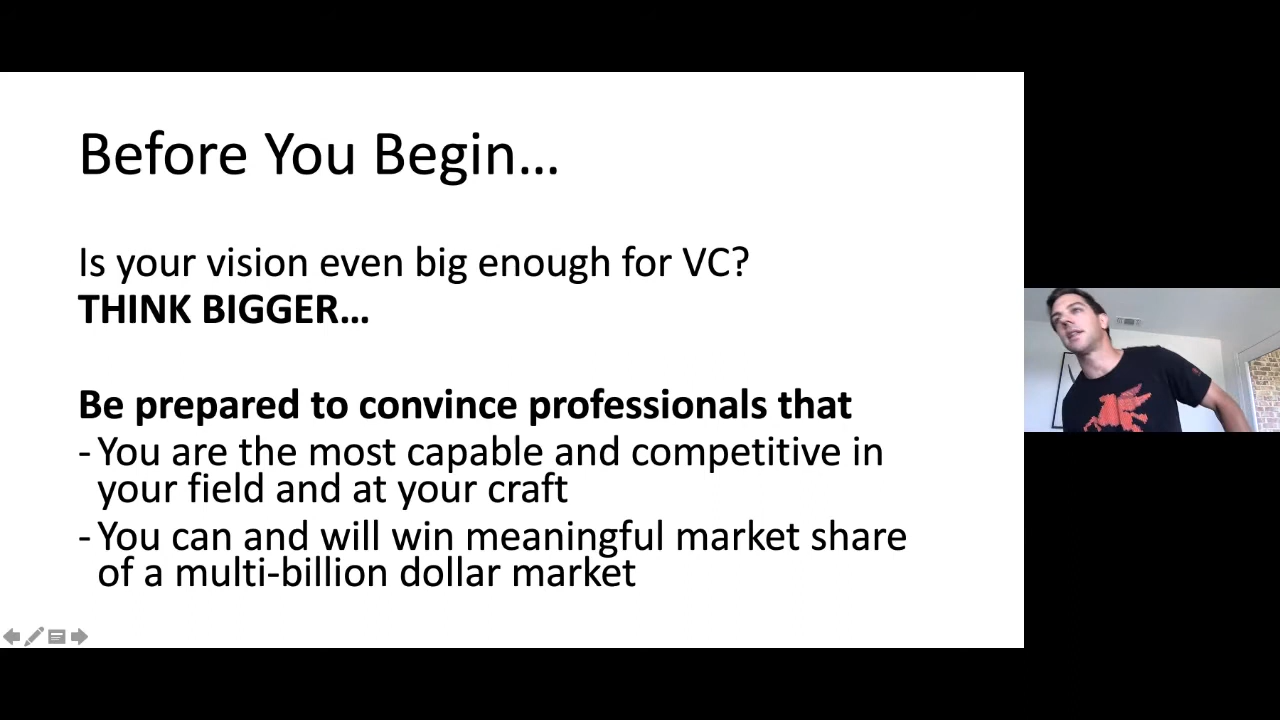 Before You Begin…
Is your vision even big enough for VC?
THINK BIGGER…
Be prepared to convince professionals that
- You are the most capable and competitive in
your field and at your craft
- You can and will win meaningful market share
of a multi-billion dollar market